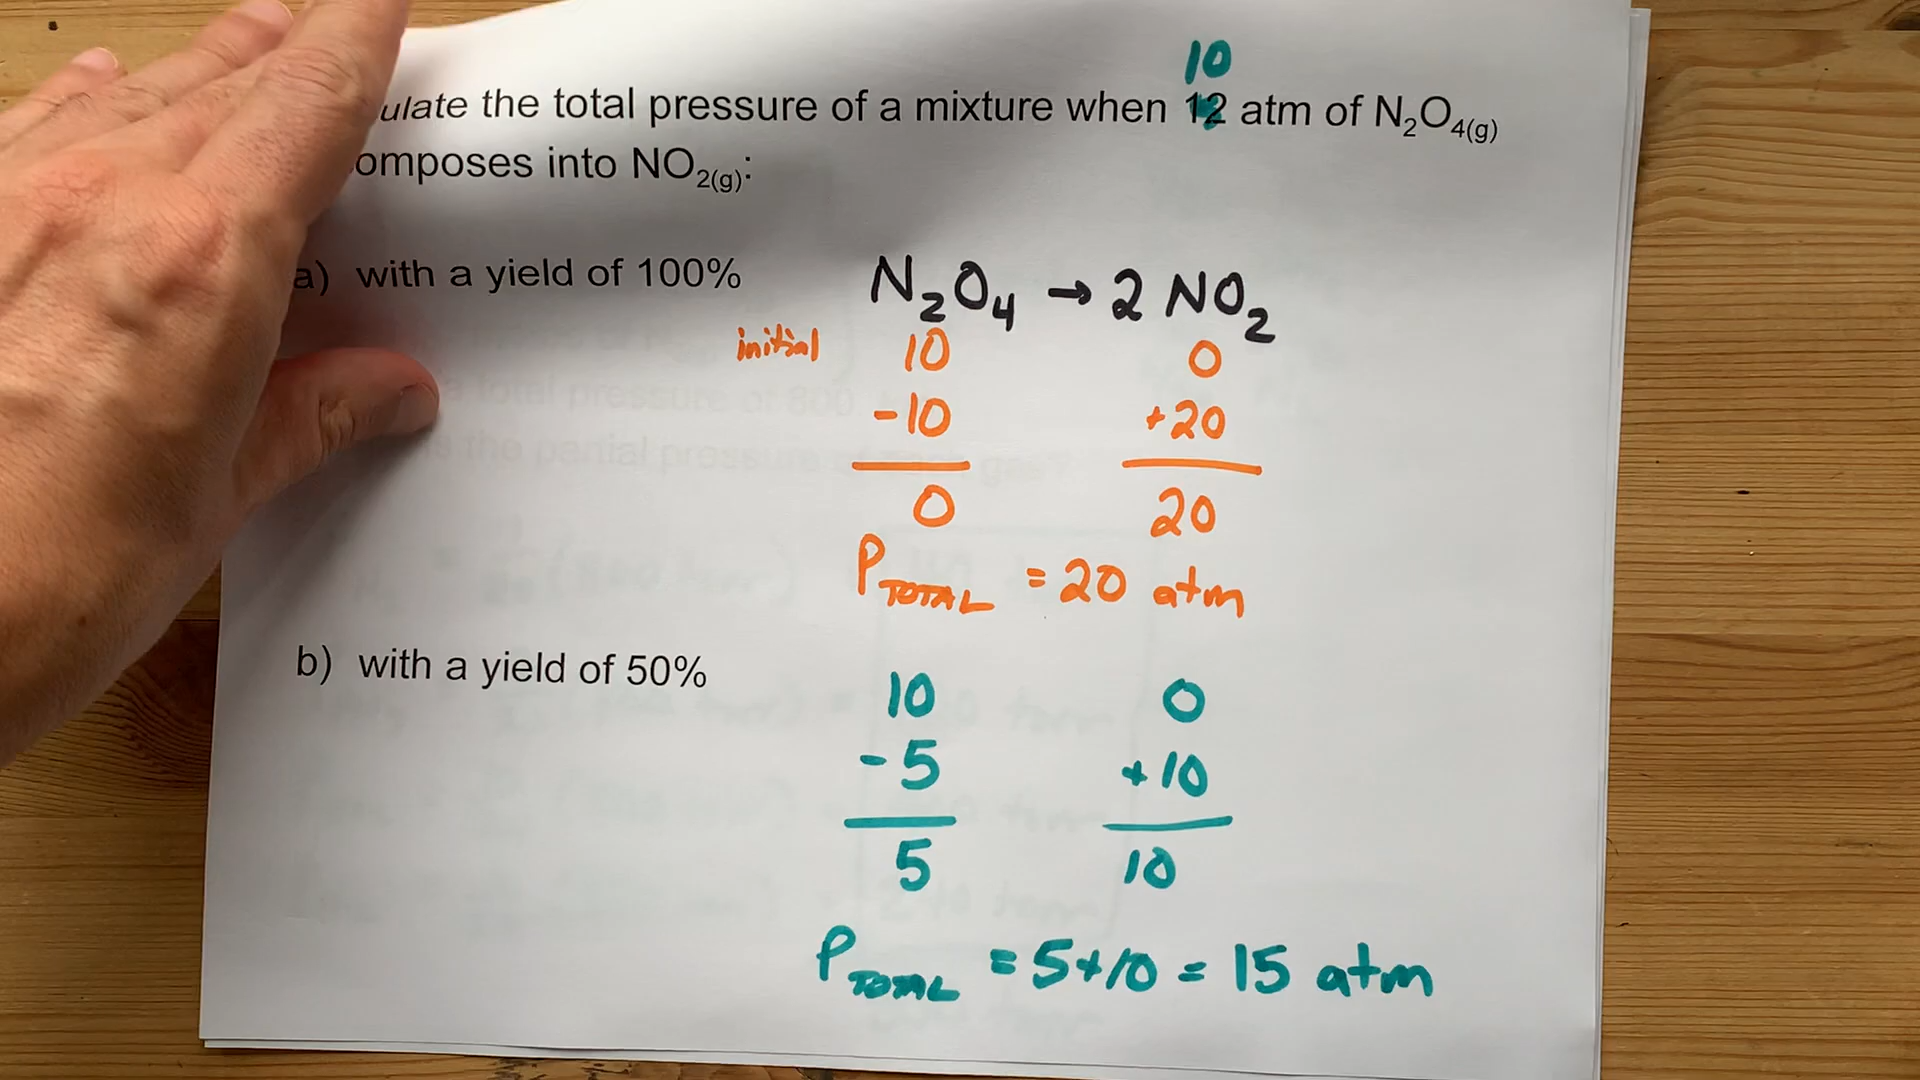 10
ulate the total pressure of a mixture when 12 atm of N₂O₄(g)
omposes into NO₂(g):
a) with a yield of 100%
N₂O₄ → 2 NO₂
initial 10 0
-10 +20
0 20
P TOTAL = 20 atm
b) with a yield of 50%
10 0
-5 +10
5 10
P TOTAL = 5+10 = 15 atm